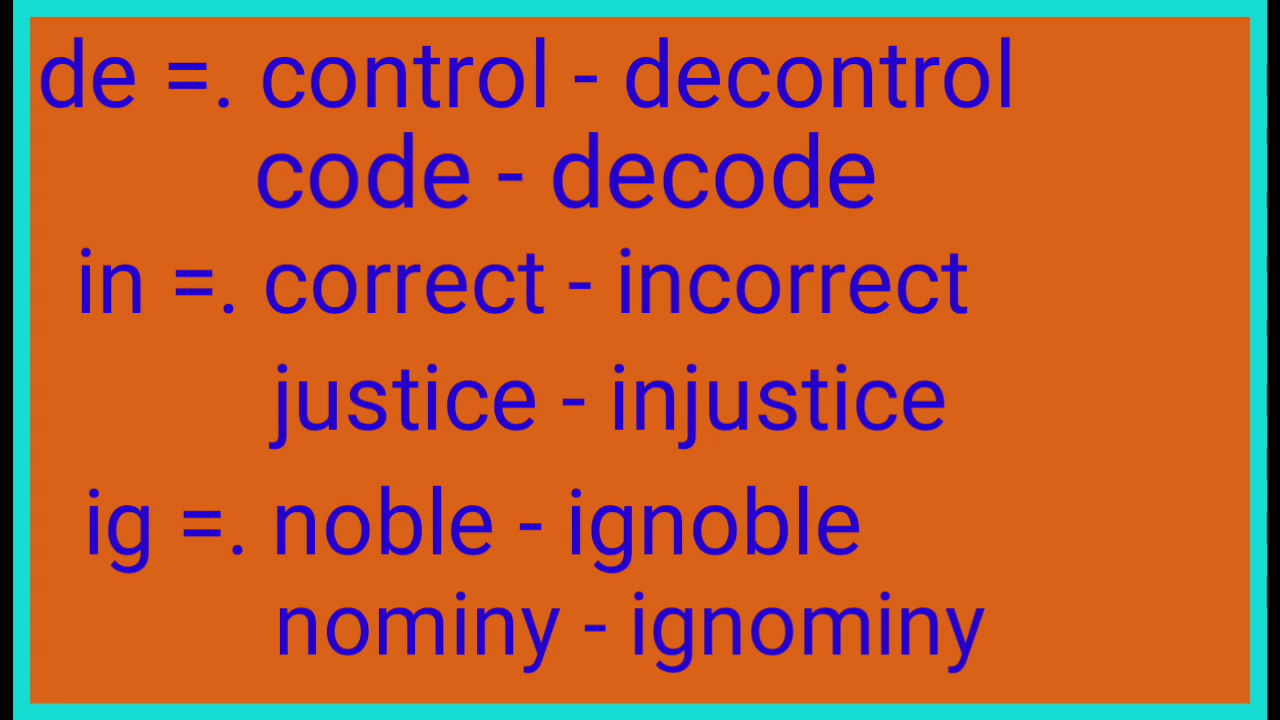 de =. control - decontrol
code - decode
in =. correct - incorrect
justice - injustice
ig =. noble - ignoble
nominy - ignominy